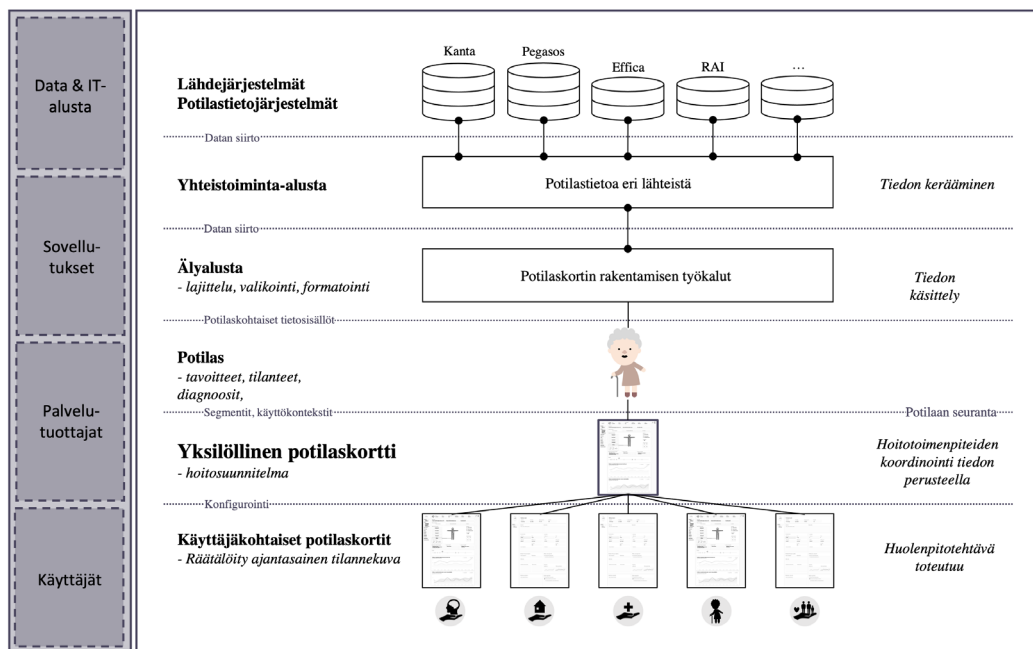 Data & IT-
alusta
Sovellu-
tukset
Palvelu-
tuottajat
Käyttäjät
Kanta
Pegasos
Effica
RAI
...
Lähdejärjestelmät
Potilastietojärjestelmät
Datan siirto
Yhteistoiminta-alusta
Potilastietoa eri lähteistä
Tiedon kerääminen
Datan siirto
Älyalusta
- lajittelu, valikointi, formatointi
Potilaskortin rakentamisen työkalut
Tiedon
käsittely
Potilaskohtaiset tietosisällöt
Potilas
- tavoitteet, tilanteet,
diagnoosit,
Segmentit, käyttökontekstit
Potilaan seuranta
Yksilöllinen potilaskortti
- hoitosuunnitelma
Hoitotoimenpiteiden
koordinointi tiedon
perusteella
Konfigurointi
Käyttäjäkohtaiset potilaskortit
- Räätälöity ajantasainen tilannekuva
Huolenpitotehtävä
toteutuu